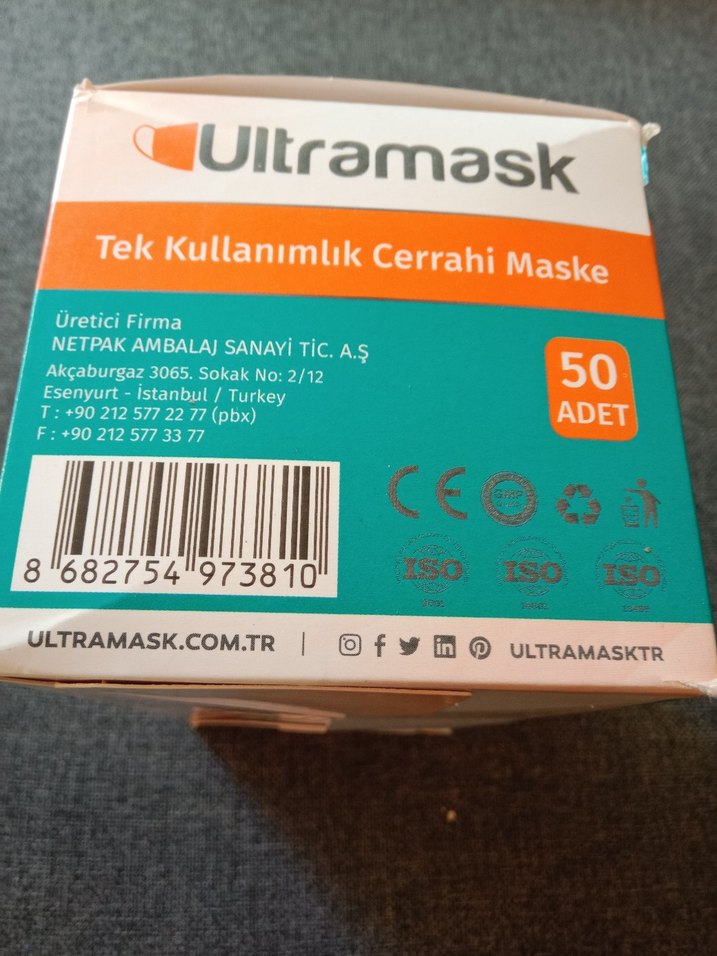 Ultramask
Tek Kullanımlık Cerrahi Maske
Üretici Firma
NETPAK AMBALAJ SANAYİ TİC. A.Ş
Akçaburgaz 3065. Sokak No: 2/12
Esenyurt - İstanbul / Turkey
T : +90 212 577 22 77 (pbx)
F : +90 212 577 33 77
50
ADET
CE
GMP
ISO ISO ISO
8 682754 973810
ULTRAMASK.COM.TR | ULTRAMASKTR